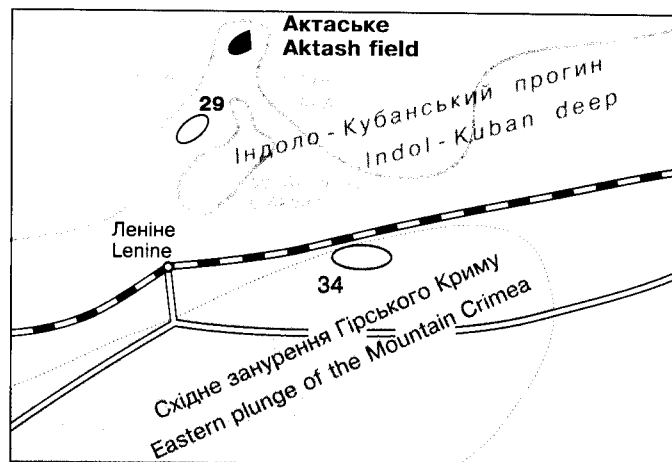 Актаське
Aktash field
29
Індоло-Кубанський прогин
Indol-Kuban deep
Леніне
Lenine
34
Східне занурення Гірського Криму
Eastern plunge of the Mountain Crimea